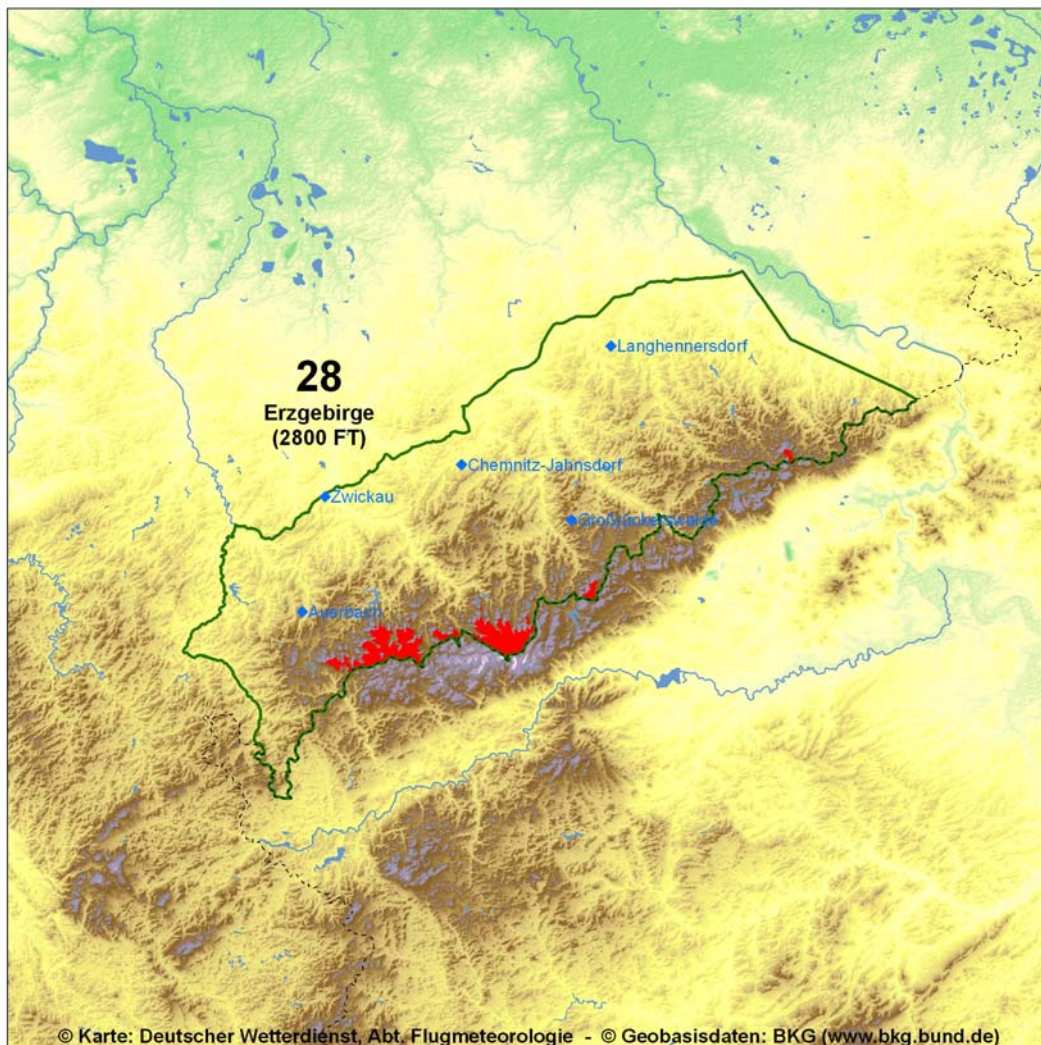 Langhennersdorf
28
Erzgebirge
(2800 FT)
Chemnitz-Jahnsdorf
Zwickau
Großrückerswalde
Auerbach
© Karte: Deutscher Wetterdienst, Abt. Flugmeteorologie - © Geobasisdaten: BKG (www.bkg.bund.de)